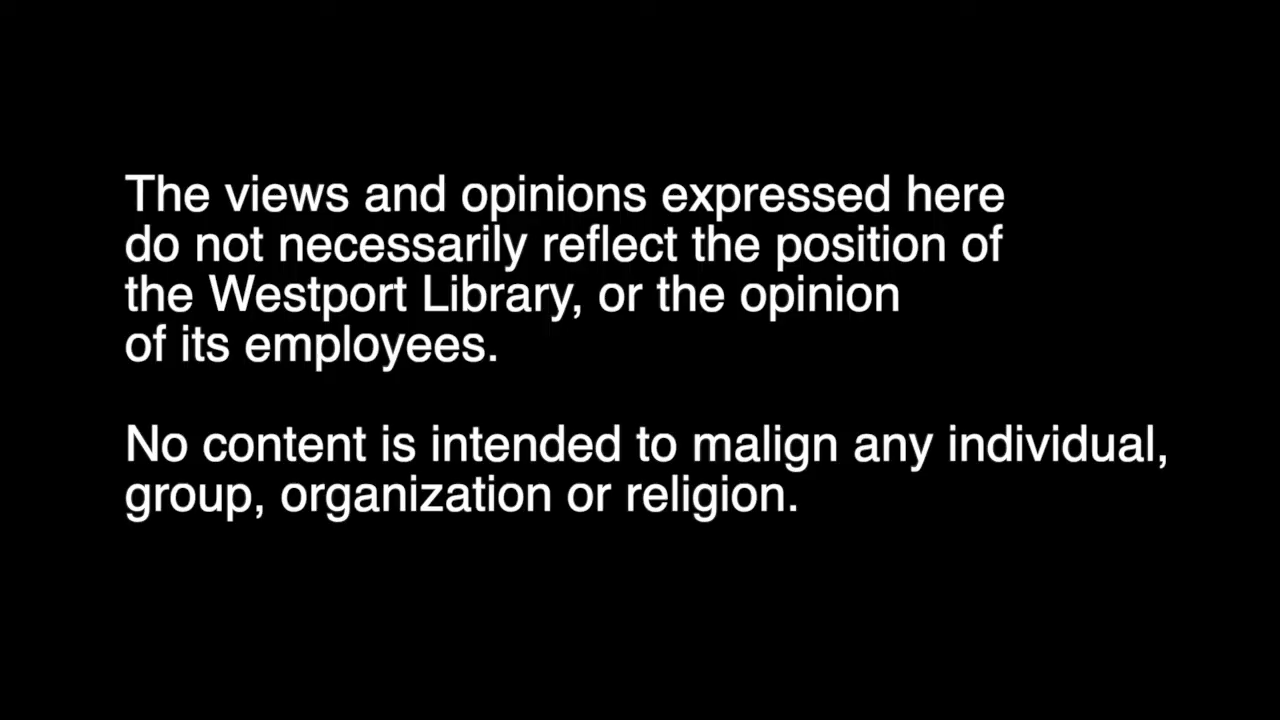 The views and opinions expressed here
do not necessarily reflect the position of
the Westport Library, or the opinion
of its employees.
No content is intended to malign any individual,
group, organization or religion.